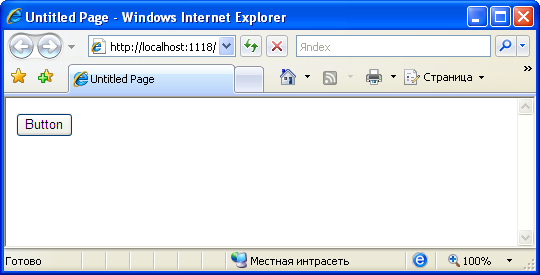 Untitled Page - Windows Internet Explorer
http://localhost:1118/
Яndex
Untitled Page
Страница
Button
Готово
Местная интрасеть
100%